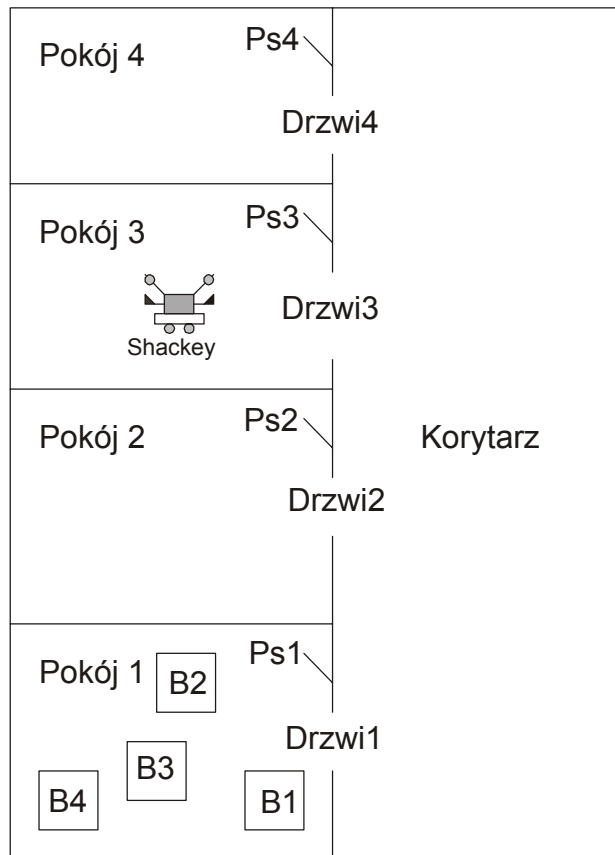 Pokój 4
Ps4
Drzwi4
Pokój 3
Ps3
Drzwi3
Shackey
Pokój 2
Ps2
Korytarz
Drzwi2
Pokój 1
Ps1
B2
Drzwi1
B3
B4
B1